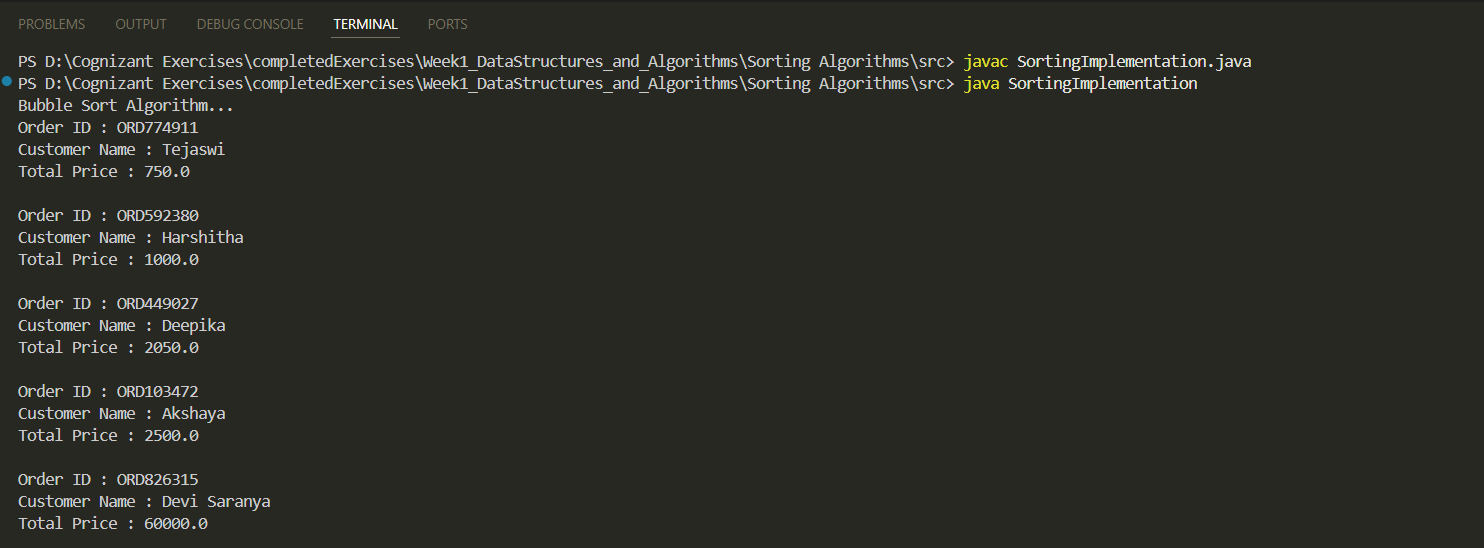 PROBLEMS OUTPUT DEBUG CONSOLE TERMINAL PORTS
PS D:\Cognizant Exercises\completedExercises\Week1_DataStructures_and_Algorithms\Sorting Algorithms\src> javac SortingImplementation.java
PS D:\Cognizant Exercises\completedExercises\Week1_DataStructures_and_Algorithms\Sorting Algorithms\src> java SortingImplementation
Bubble Sort Algorithm...
Order ID : ORD774911
Customer Name : Tejaswi
Total Price : 750.0
Order ID : ORD592380
Customer Name : Harshitha
Total Price : 1000.0
Order ID : ORD449027
Customer Name : Deepika
Total Price : 2050.0
Order ID : ORD103472
Customer Name : Akshaya
Total Price : 2500.0
Order ID : ORD826315
Customer Name : Devi Saranya
Total Price : 60000.0